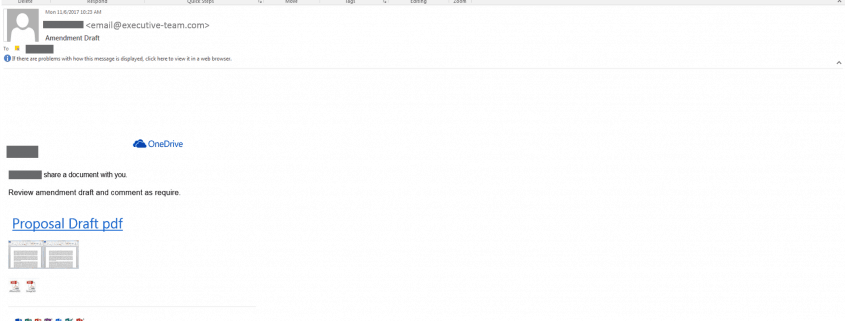 Delete
Respond
Quick Steps
Move
Tags
Editing
Zoom
Mon 11/6/2017 10:23 AM
<email@executive-team.com>
Amendment Draft
To
If there are problems with how this message is displayed, click here to view it in a web browser.
OneDrive
share a document with you.
Review amendment draft and comment as require.
Proposal Draft pdf